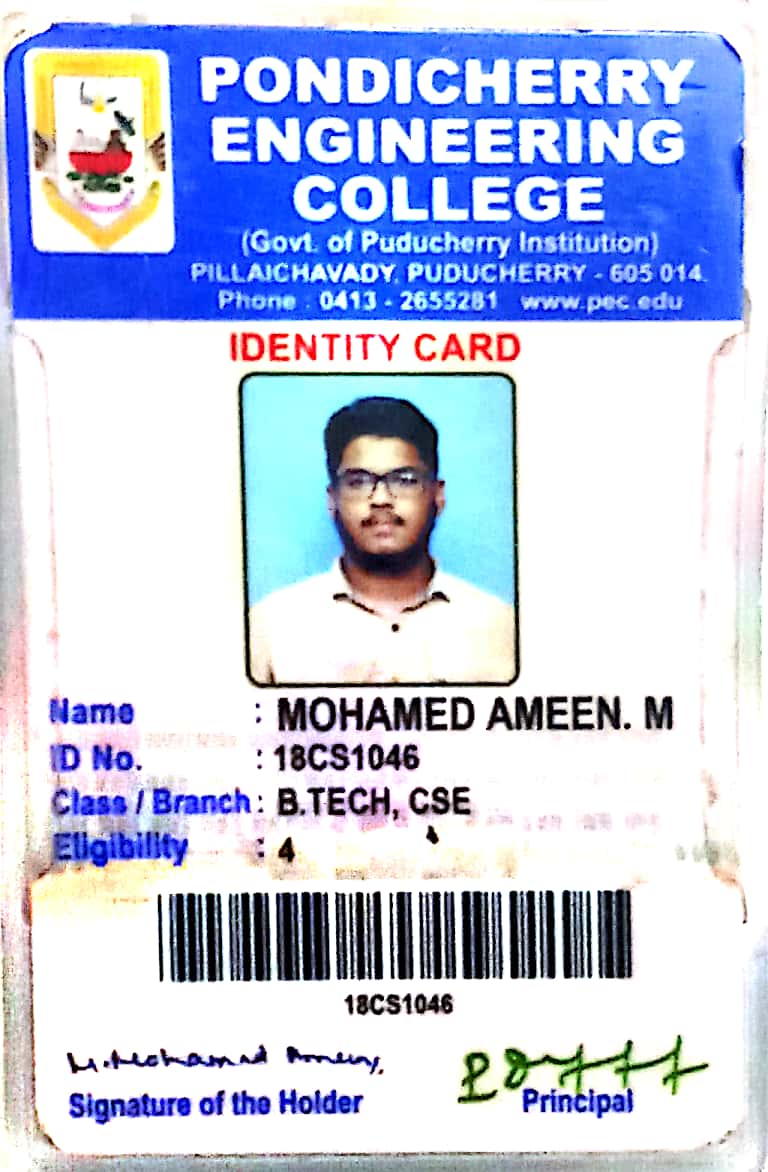 PONDICHERRY
ENGINEERING
COLLEGE
(Govt. of Puducherry Institution)
PILLAICHAVADY, PUDUCHERRY - 605 014.
Phone : 0413 - 2655281 www.pec.edu
IDENTITY CARD
Name : MOHAMED AMEEN. M
ID No. : 18CS1046
Class / Branch : B.TECH, CSE
Eligibility : 4
18CS1046
M. Mohamed Ameen
Signature of the Holder
Principal